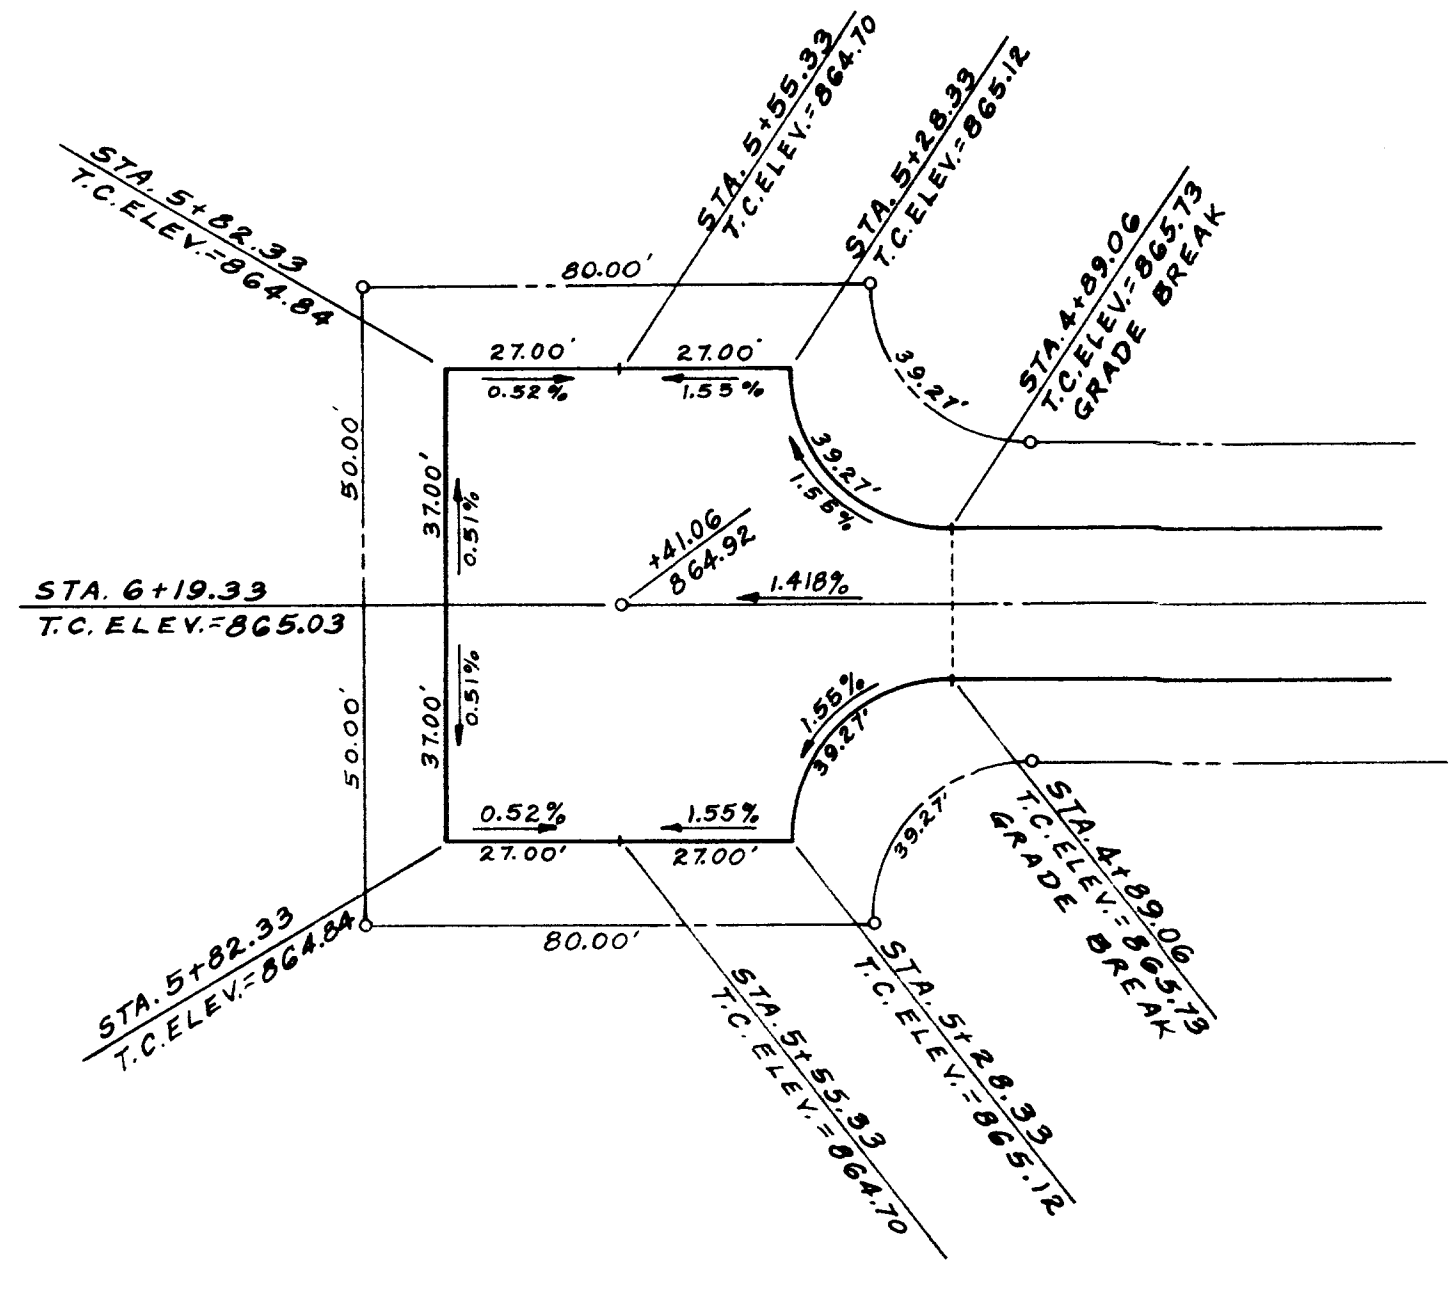 STA. 5+55.33
T.C.ELEV.=864.70
STA. 5+28.33
T.C.ELEV.=865.12
STA. 4+89.06
T.C.ELEV.=865.73
GRADE BREAK
STA. 5+82.33
T.C.ELEV.=864.84
80.00'
27.00'
27.00'
0.52%
1.55%
39.27'
39.27'
1.55%
50.00'
37.00'
0.51%
+41.06
864.92
1.418%
STA. 6+19.33
T.C. ELEV.=865.03
50.00'
37.00'
0.51%
1.55%
39.27'
39.27'
0.52%
1.55%
27.00'
27.00'
80.00'
STA. 5+82.33
T.C.ELEV.=864.84
STA. 5+55.33
T.C. ELEV.=864.70
STA. 5+28.33
T.C. ELEV.=865.12
STA. 4+89.06
T.C.ELEV.=865.73
GRADE BREAK